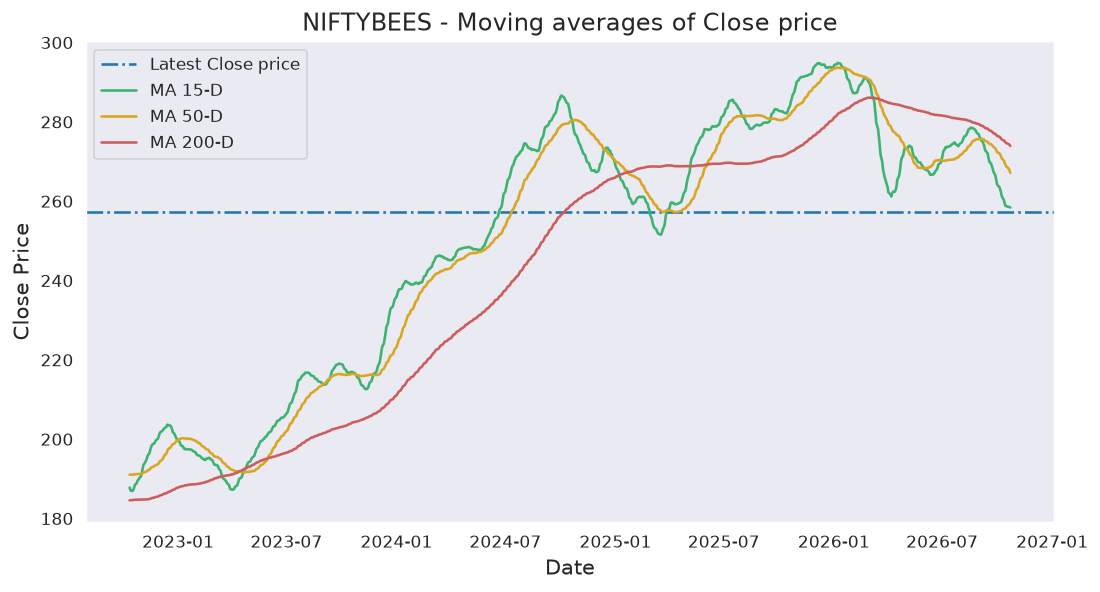 NIFTYBEES - Moving averages of Close price
Latest Close price
MA 15-D
MA 50-D
MA 200-D
300
280
260
240
220
200
180
Close Price
2023-01 2023-07 2024-01 2024-07 2025-01 2025-07 2026-01 2026-07 2027-01
Date